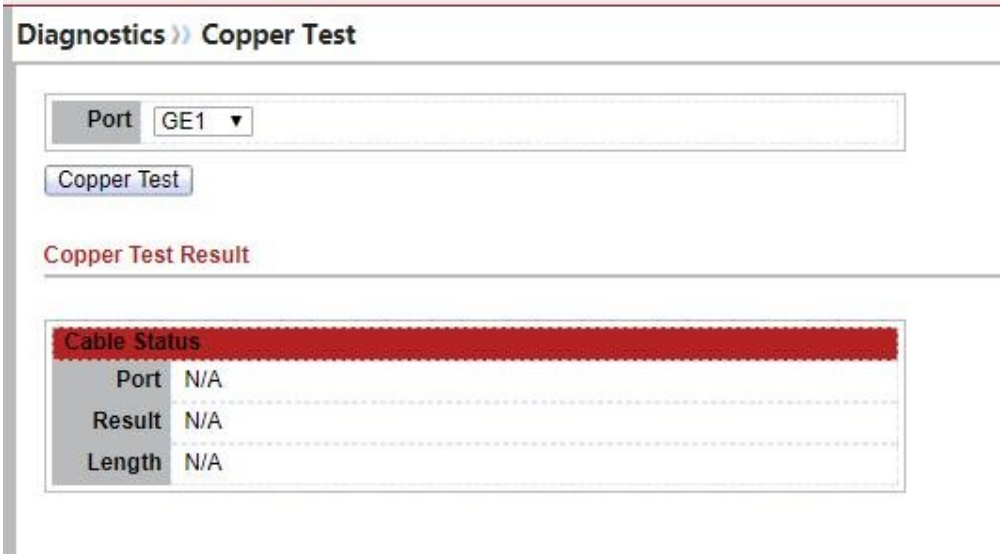 Diagnostics » Copper Test
Port GE1 ▼
Copper Test
Copper Test Result
Cable Status
Port N/A
Result N/A
Length N/A